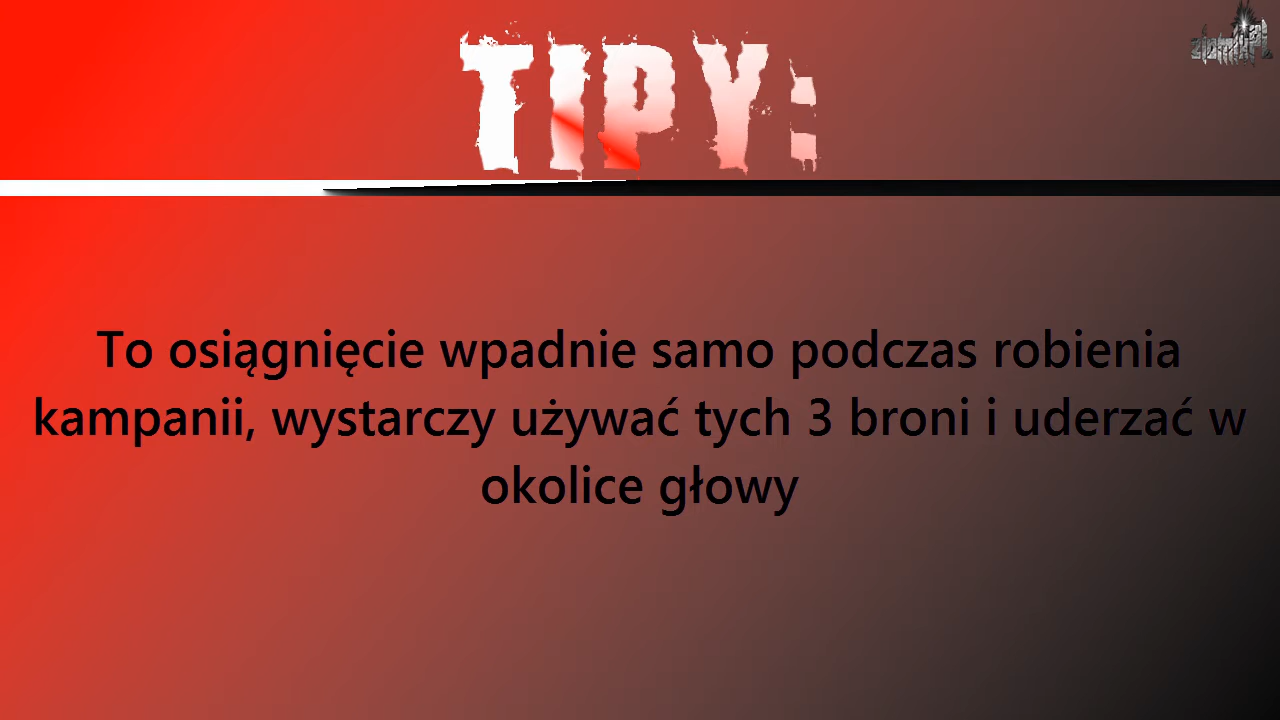 TIPY:
To osiągnięcie wpadnie samo podczas robienia
kampanii, wystarczy używać tych 3 broni i uderzać w
okolice głowy